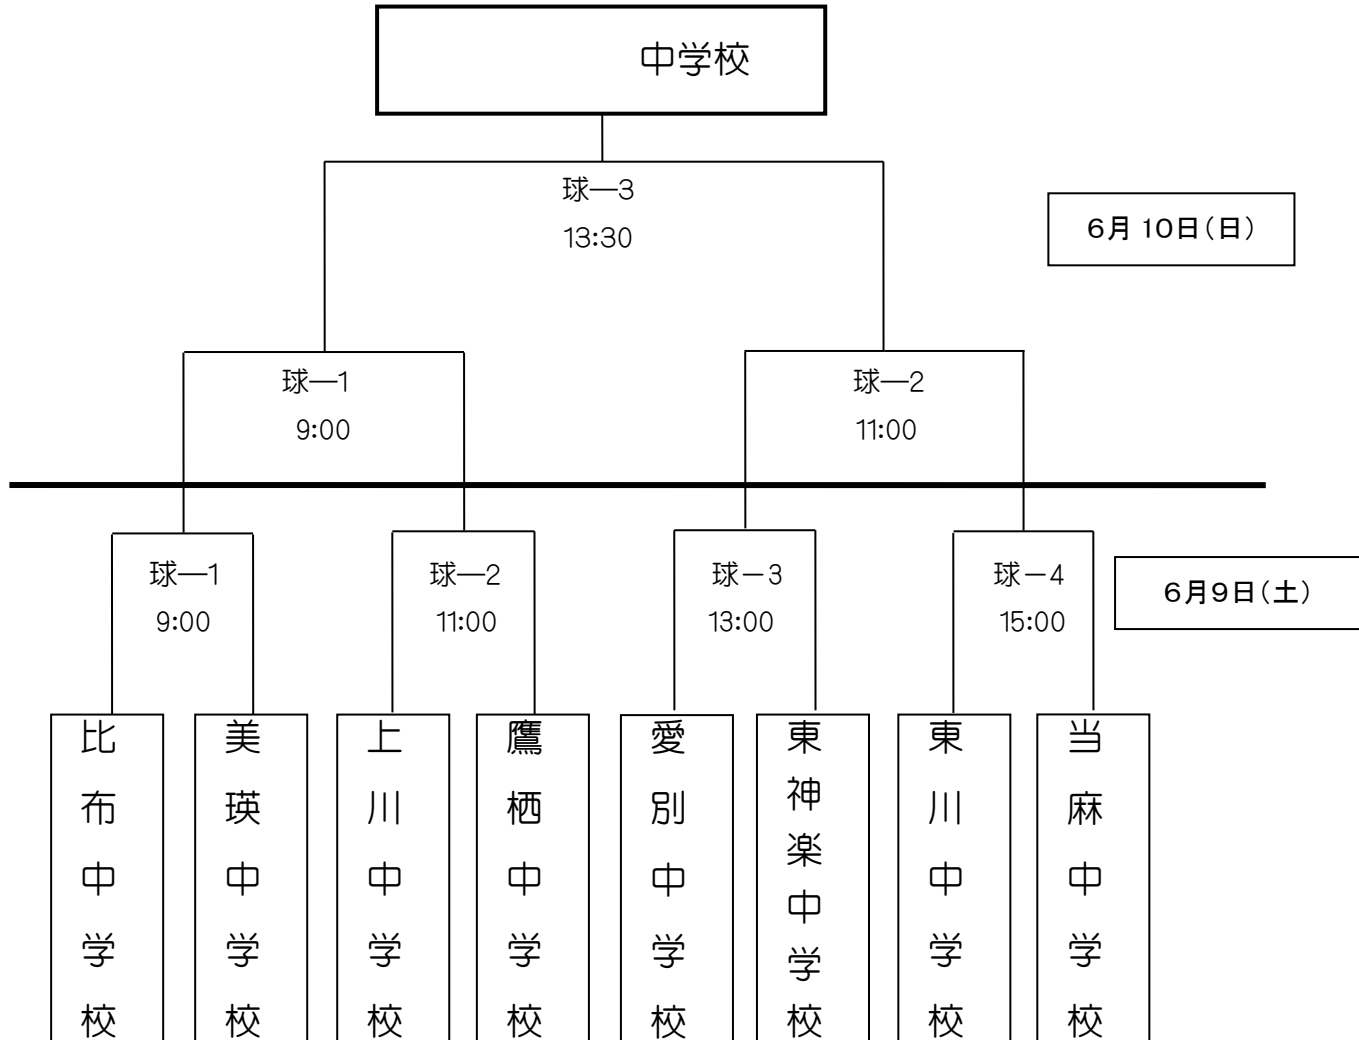 中学校
球―3
13:30
6月10日(日)
球―1
9:00
球―2
11:00
球―1
9:00
球―2
11:00
球－3
13:00
球－4
15:00
6月9日(土)
比布中学校
美瑛中学校
上川中学校
鷹栖中学校
愛別中学校
東神楽中学校
東川中学校
当麻中学校